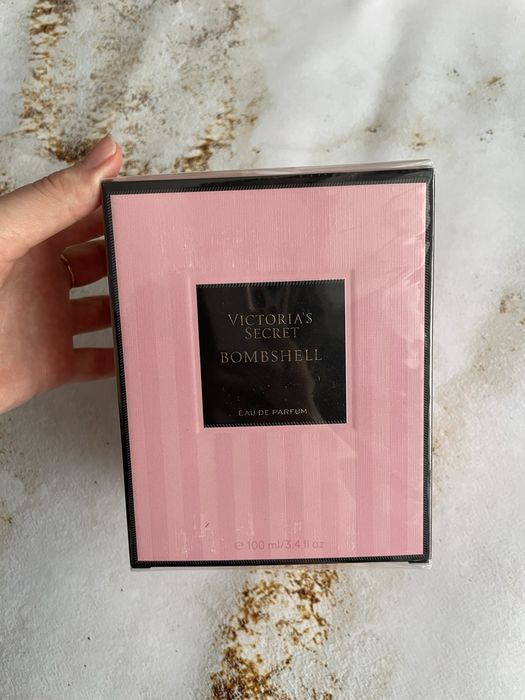 VICTORIA'S
SECRET
BOMBSHELL
EAU DE PARFUM
℮ 100 ml/3.4 fl oz